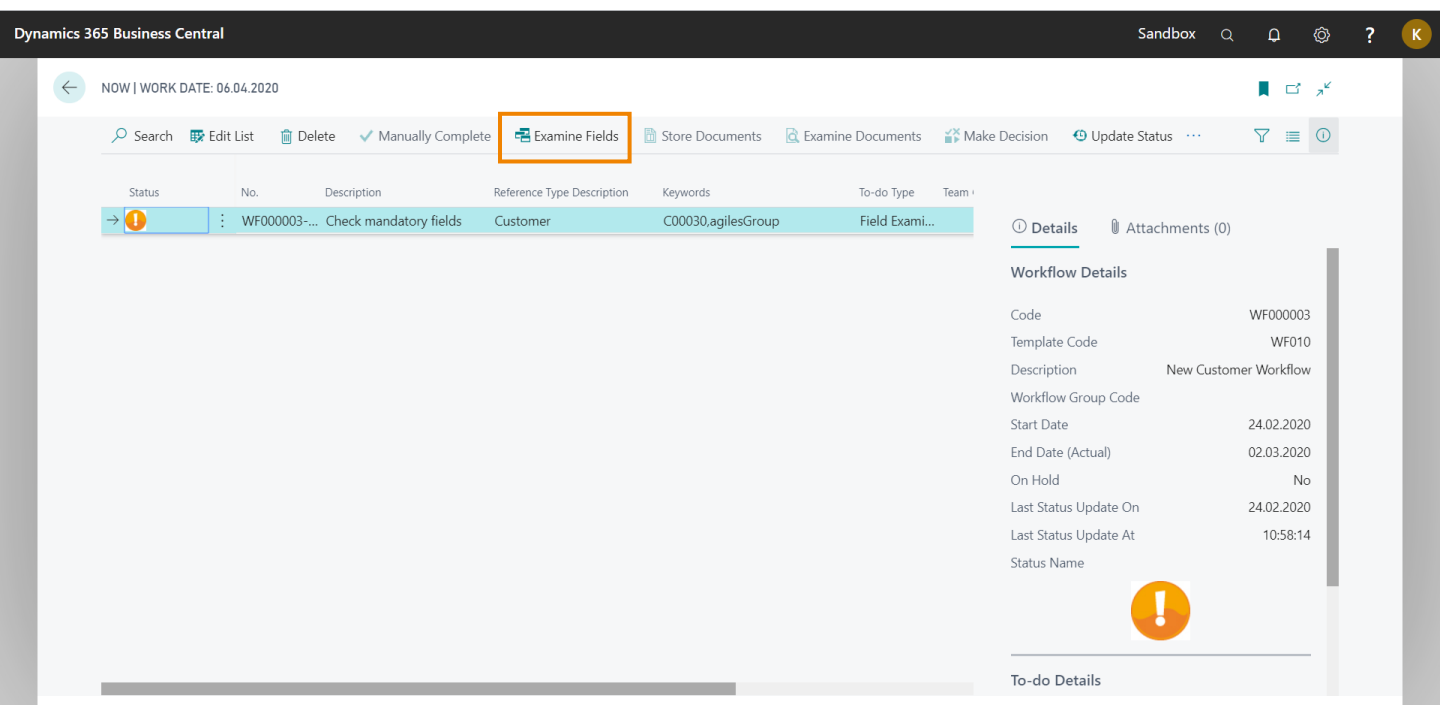 Dynamics 365 Business Central Sandbox ? K
NOW | WORK DATE: 06.04.2020
Search Edit List Delete Manually Complete Examine Fields Store Documents Examine Documents Make Decision Update Status ...
Status No. Description Reference Type Description Keywords To-do Type Team
WF000003-... Check mandatory fields Customer C00030,agilesGroup Field Exami...
Details Attachments (0)
Workflow Details
Code WF000003
Template Code WF010
Description New Customer Workflow
Workflow Group Code
Start Date 24.02.2020
End Date (Actual) 02.03.2020
On Hold No
Last Status Update On 24.02.2020
Last Status Update At 10:58:14
Status Name
To-do Details